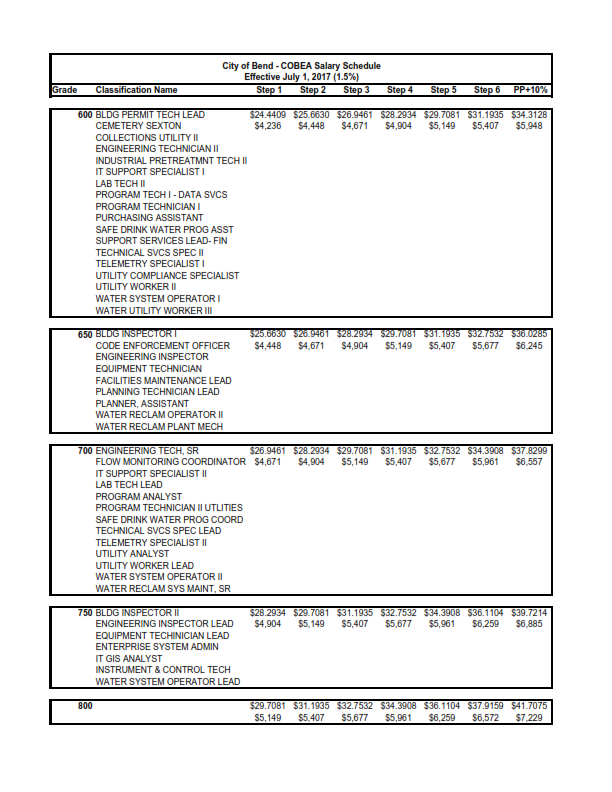 City of Bend - COBEA Salary Schedule
Effective July 1, 2017 (1.5%)
Grade Classification Name Step 1 Step 2 Step 3 Step 4 Step 5 Step 6 PP+10%
600 BLDG PERMIT TECH LEAD $24.4409 $25.6630 $26.9461 $28.2934 $29.7081 $31.1935 $34.3128
CEMETERY SEXTON $4,236 $4,448 $4,671 $4,904 $5,149 $5,407 $5,948
COLLECTIONS UTILITY II
ENGINEERING TECHNICIAN II
INDUSTRIAL PRETREATMNT TECH II
IT SUPPORT SPECIALIST I
LAB TECH II
PROGRAM TECH I - DATA SVCS
PROGRAM TECHNICIAN I
PURCHASING ASSISTANT
SAFE DRINK WATER PROG ASST
SUPPORT SERVICES LEAD- FIN
TECHNICAL SVCS SPEC II
TELEMETRY SPECIALIST I
UTILITY COMPLIANCE SPECIALIST
UTILITY WORKER II
WATER SYSTEM OPERATOR I
WATER UTILITY WORKER III
650 BLDG INSPECTOR I $25.6630 $26.9461 $28.2934 $29.7081 $31.1935 $32.7532 $36.0285
CODE ENFORCEMENT OFFICER $4,448 $4,671 $4,904 $5,149 $5,407 $5,677 $6,245
ENGINEERING INSPECTOR
EQUIPMENT TECHNICIAN
FACILITIES MAINTENANCE LEAD
PLANNING TECHNICIAN LEAD
PLANNER, ASSISTANT
WATER RECLAM OPERATOR II
WATER RECLAM PLANT MECH
700 ENGINEERING TECH, SR $26.9461 $28.2934 $29.7081 $31.1935 $32.7532 $34.3908 $37.8299
FLOW MONITORING COORDINATOR $4,671 $4,904 $5,149 $5,407 $5,677 $5,961 $6,557
IT SUPPORT SPECIALIST II
LAB TECH LEAD
PROGRAM ANALYST
PROGRAM TECHNICIAN II UTLITIES
SAFE DRINK WATER PROG COORD
TECHNICAL SVCS SPEC LEAD
TELEMETRY SPECIALIST II
UTILITY ANALYST
UTILITY WORKER LEAD
WATER SYSTEM OPERATOR II
WATER RECLAM SYS MAINT, SR
750 BLDG INSPECTOR II $28.2934 $29.7081 $31.1935 $32.7532 $34.3908 $36.1104 $39.7214
ENGINEERING INSPECTOR LEAD $4,904 $5,149 $5,407 $5,677 $5,961 $6,259 $6,885
EQUIPMENT TECHNICIAN LEAD
ENTERPRISE SYSTEM ADMIN
IT GIS ANALYST
INSTRUMENT & CONTROL TECH
WATER SYSTEM OPERATOR LEAD
800 $29.7081 $31.1935 $32.7532 $34.3908 $36.1104 $37.9159 $41.7075
$5,149 $5,407 $5,677 $5,961 $6,259 $6,572 $7,229